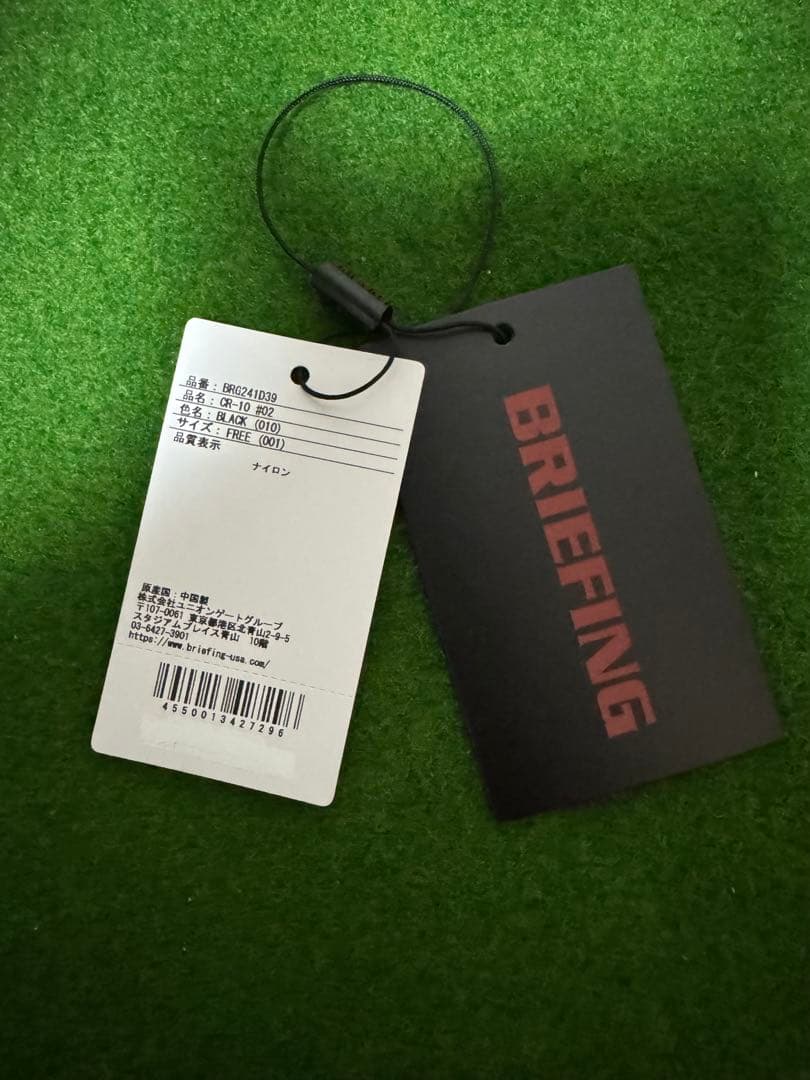 品番: BRG241D39
品名: CR-10 #02
色名: BLACK (010)
サイズ: FREE (001)
品質表示
ナイロン
原産国:中国製
株式会社ユニオンゲートグループ
〒107-0061 東京都港区北青山2-9-5
スタジアムプレイス青山 10階
03-6427-3901
https://www.briefing-usa.com/
4550013427296
BRIEFING